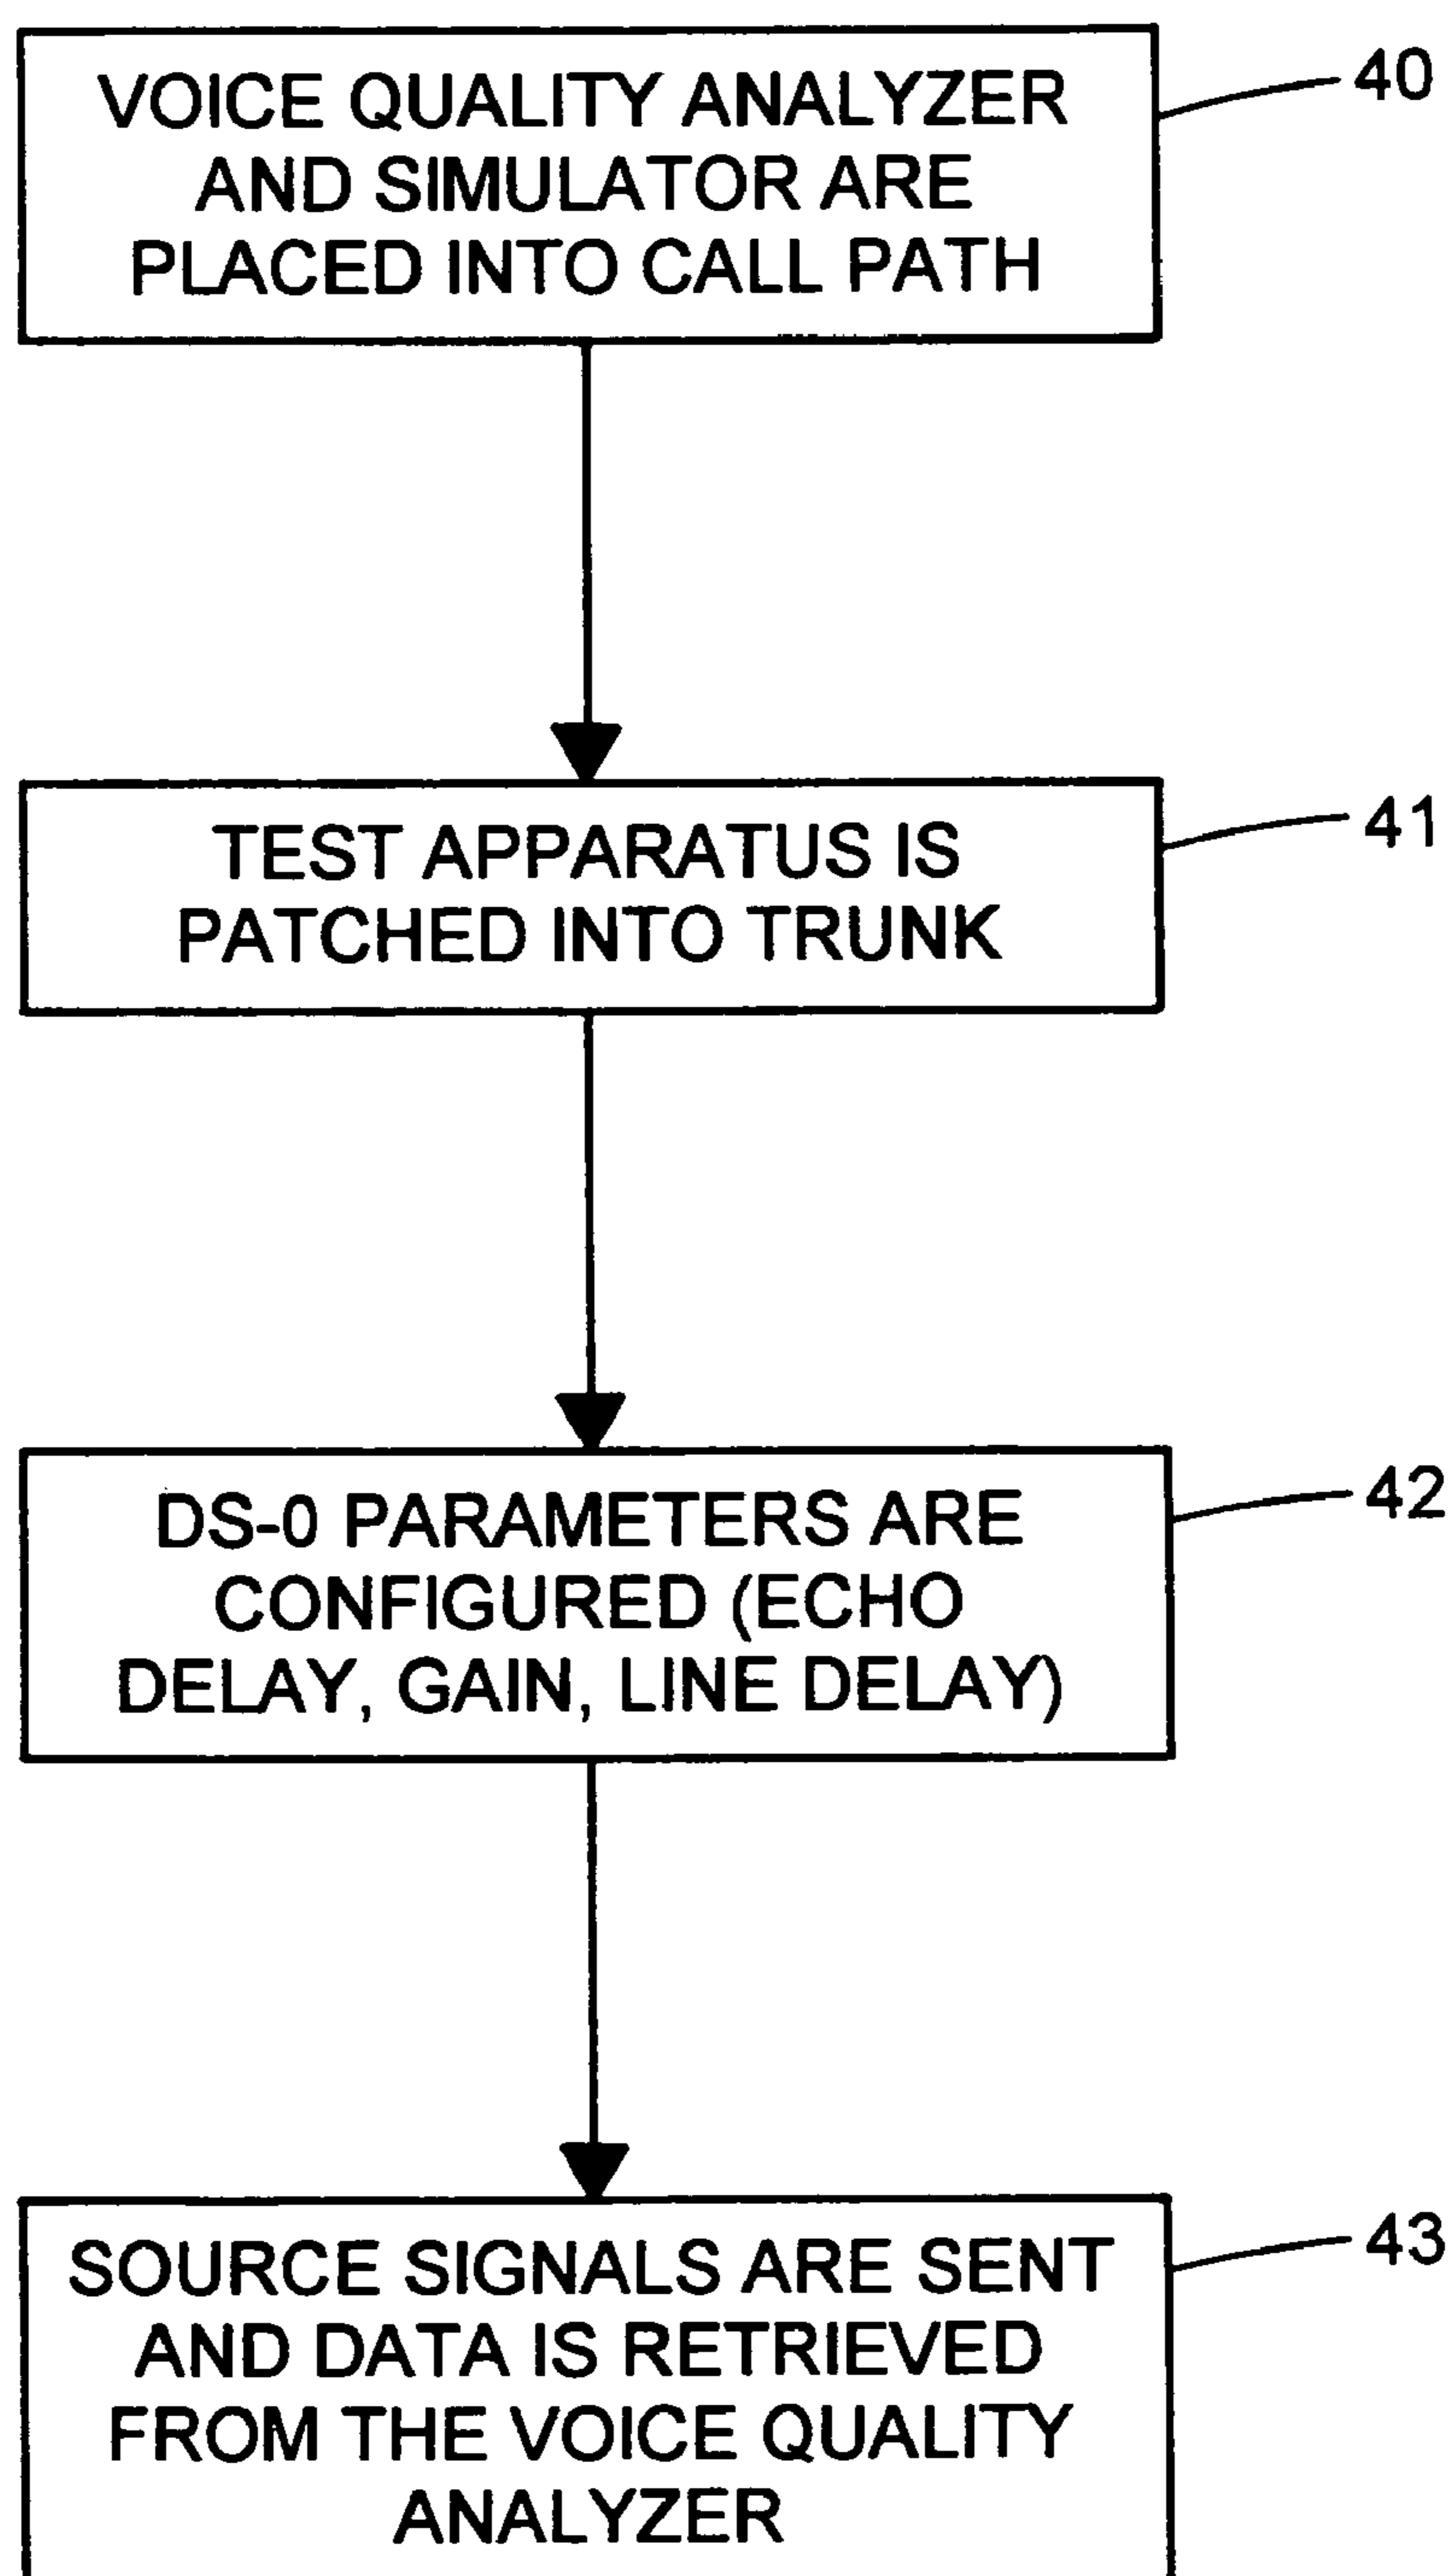 VOICE QUALITY ANALYZER
AND SIMULATOR ARE
PLACED INTO CALL PATH
40
TEST APPARATUS IS
PATCHED INTO TRUNK
41
DS-0 PARAMETERS ARE
CONFIGURED (ECHO
DELAY, GAIN, LINE DELAY)
42
SOURCE SIGNALS ARE SENT
AND DATA IS RETRIEVED
FROM THE VOICE QUALITY
ANALYZER
43